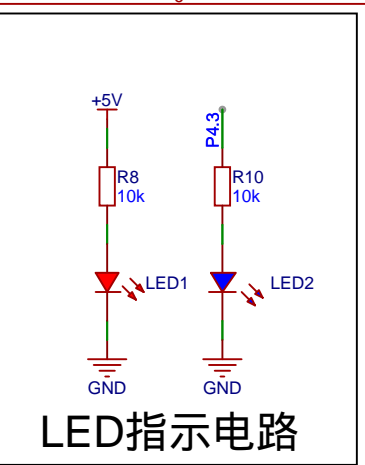 +5V
P4.3
R8
10k
R10
10k
LED1
LED2
GND
GND
LED指示电路